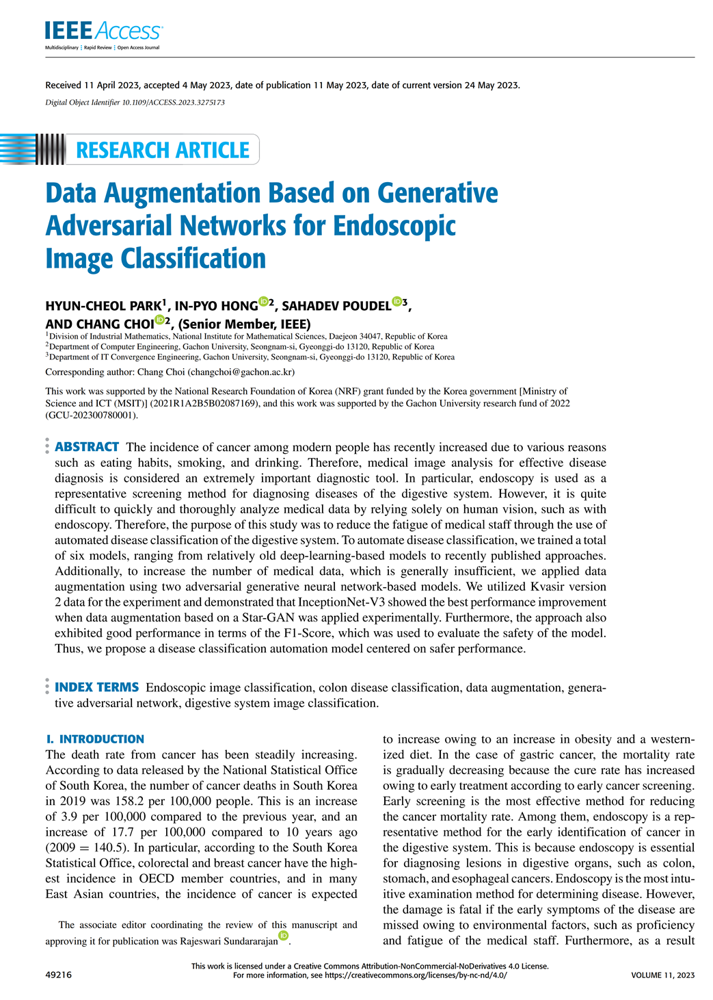 IEEE Access
Multidisciplinary | Rapid Review | Open Access Journal
Received 11 April 2023, accepted 4 May 2023, date of publication 11 May 2023, date of current version 24 May 2023.
Digital Object Identifier 10.1109/ACCESS.2023.3275173
RESEARCH ARTICLE
Data Augmentation Based on Generative
Adversarial Networks for Endoscopic
Image Classification
HYUN-CHEOL PARK1, IN-PYO HONG iD 2, SAHADEV POUDEL iD 3,
AND CHANG CHOI iD 2, (Senior Member, IEEE)
1Division of Industrial Mathematics, National Institute for Mathematical Sciences, Daejeon 34047, Republic of Korea
2Department of Computer Engineering, Gachon University, Seongnam-si, Gyeonggi-do 13120, Republic of Korea
3Department of IT Convergence Engineering, Gachon University, Seongnam-si, Gyeonggi-do 13120, Republic of Korea
Corresponding author: Chang Choi (changchoi@gachon.ac.kr)
This work was supported by the National Research Foundation of Korea (NRF) grant funded by the Korea government [Ministry of
Science and ICT (MSIT)] (2021R1A2B5B02087169), and this work was supported by the Gachon University research fund of 2022
(GCU-202300780001).
ABSTRACT The incidence of cancer among modern people has recently increased due to various reasons
such as eating habits, smoking, and drinking. Therefore, medical image analysis for effective disease
diagnosis is considered an extremely important diagnostic tool. In particular, endoscopy is used as a
representative screening method for diagnosing diseases of the digestive system. However, it is quite
difficult to quickly and thoroughly analyze medical data by relying solely on human vision, such as with
endoscopy. Therefore, the purpose of this study was to reduce the fatigue of medical staff through the use of
automated disease classification of the digestive system. To automate disease classification, we trained a total
of six models, ranging from relatively old deep-learning-based models to recently published approaches.
Additionally, to increase the number of medical data, which is generally insufficient, we applied data
augmentation using two adversarial generative neural network-based models. We utilized Kvasir version
2 data for the experiment and demonstrated that InceptionNet-V3 showed the best performance improvement
when data augmentation based on a Star-GAN was applied experimentally. Furthermore, the approach also
exhibited good performance in terms of the F1-Score, which was used to evaluate the safety of the model.
Thus, we propose a disease classification automation model centered on safer performance.
INDEX TERMS Endoscopic image classification, colon disease classification, data augmentation, genera-
tive adversarial network, digestive system image classification.
I. INTRODUCTION
The death rate from cancer has been steadily increasing.
According to data released by the National Statistical Office
of South Korea, the number of cancer deaths in South Korea
in 2019 was 158.2 per 100,000 people. This is an increase
of 3.9 per 100,000 compared to the previous year, and an
increase of 17.7 per 100,000 compared to 10 years ago
(2009 = 140.5). In particular, according to the South Korea
Statistical Office, colorectal and breast cancer have the high-
est incidence in OECD member countries, and in many
East Asian countries, the incidence of cancer is expected
The associate editor coordinating the review of this manuscript and
approving it for publication was Rajeswari Sundararajan iD .
to increase owing to an increase in obesity and a western-
ized diet. In the case of gastric cancer, the mortality rate
is gradually decreasing because the cure rate has increased
owing to early treatment according to early cancer screening.
Early screening is the most effective method for reducing
the cancer mortality rate. Among them, endoscopy is a rep-
resentative method for the early identification of cancer in
the digestive system. This is because endoscopy is essential
for diagnosing lesions in digestive organs, such as colon,
stomach, and esophageal cancers. Endoscopy is the most intu-
itive examination method for determining disease. However,
the damage is fatal if the early symptoms of the disease are
missed owing to environmental factors, such as proficiency
and fatigue of the medical staff. Furthermore, as a result
This work is licensed under a Creative Commons Attribution-NonCommercial-NoDerivatives 4.0 License.
49216
For more information, see https://creativecommons.org/licenses/by-nc-nd/4.0/
VOLUME 11, 2023